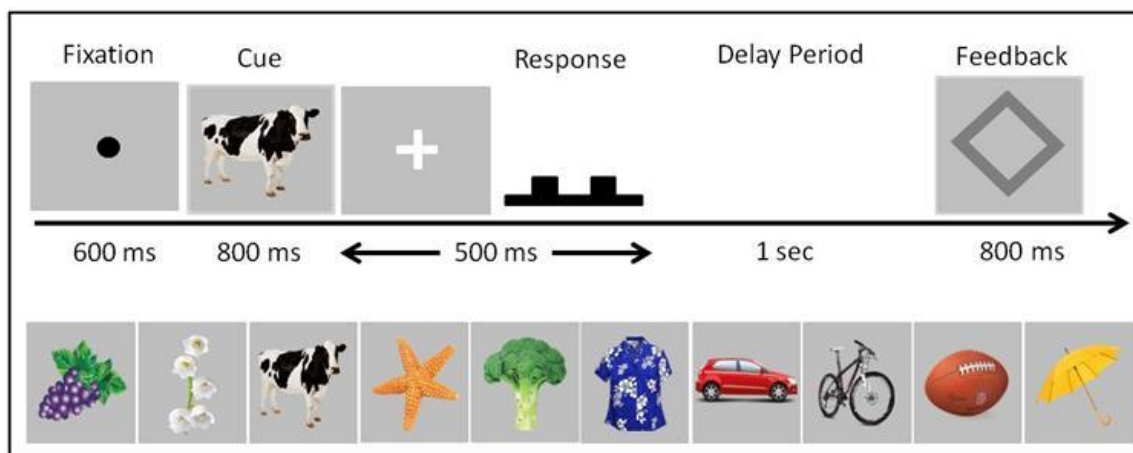 Fixation Cue Response Delay Period Feedback
600 ms 800 ms 500 ms 1 sec 800 ms